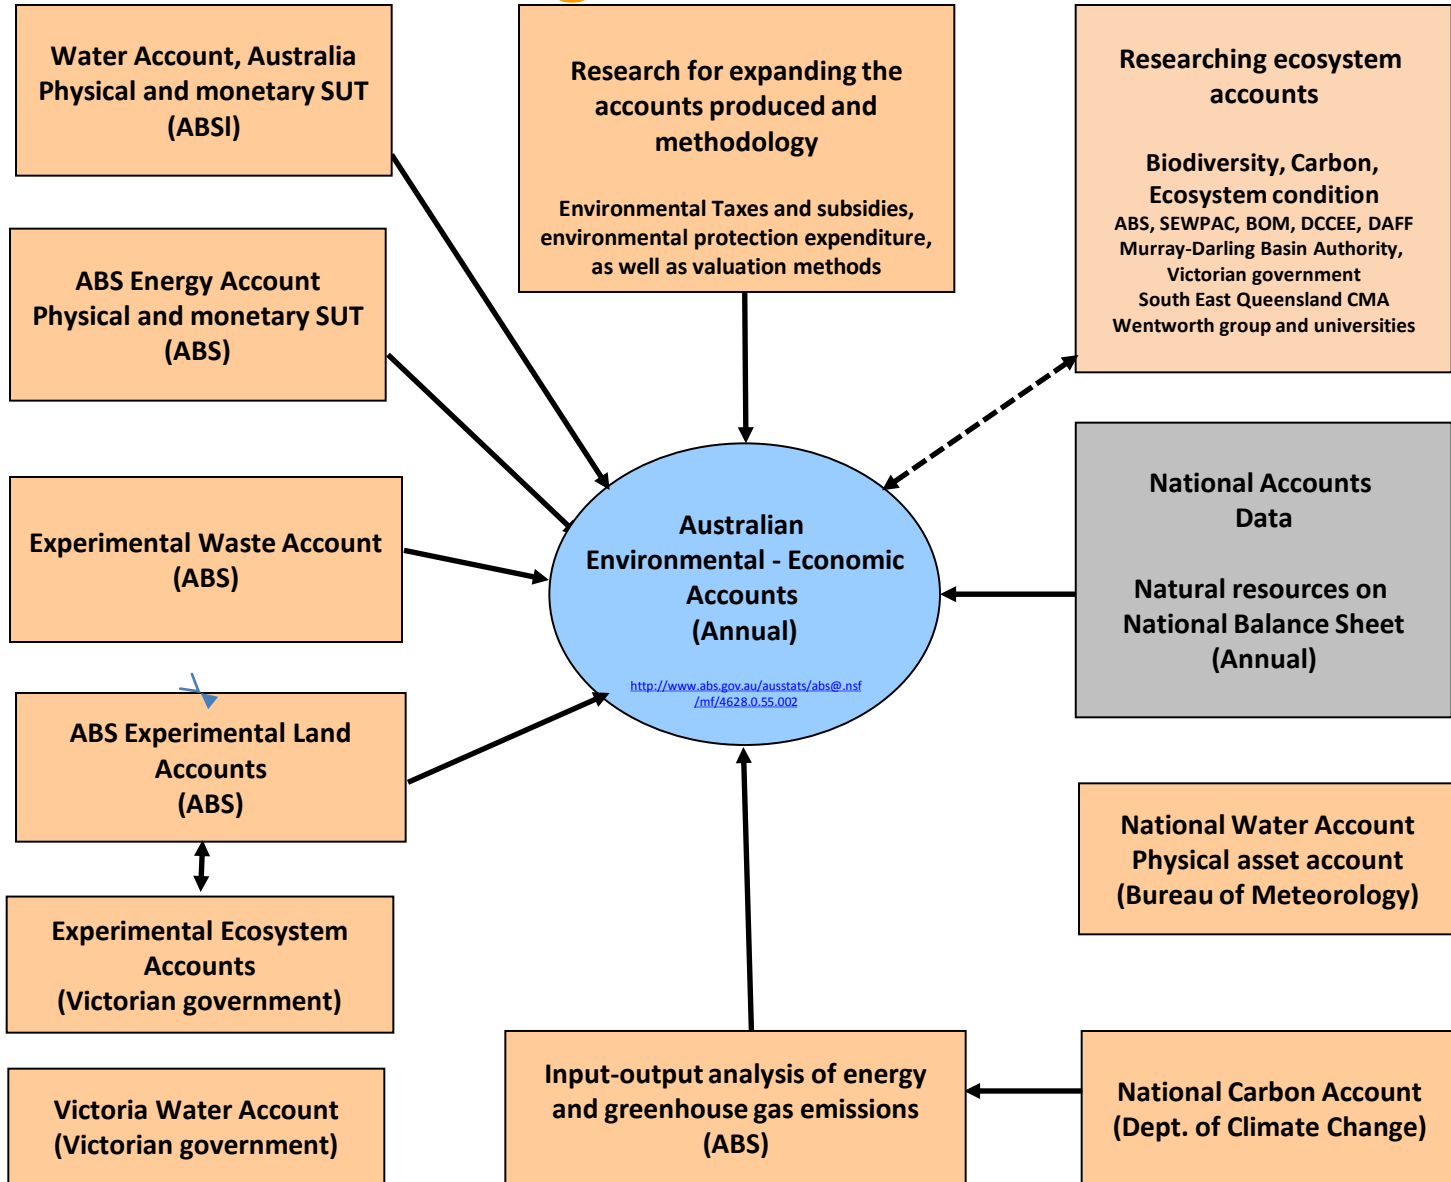 Water Account, Australia
Physical and monetary SUT
(ABSl)
Research for expanding the
accounts produced and
methodology
Environmental Taxes and subsidies,
environmental protection expenditure,
as well as valuation methods
Researching ecosystem
accounts
Biodiversity, Carbon,
Ecosystem condition
ABS, SEWPAC, BOM, DCCEE, DAFF
Murray-Darling Basin Authority,
Victorian government
South East Queensland CMA
Wentworth group and universities
ABS Energy Account
Physical and monetary SUT
(ABS)
Experimental Waste Account
(ABS)
Australian
Environmental - Economic
Accounts
(Annual)
http://www.abs.gov.au/ausstats/abs@.nsf
/mf/4628.0.55.002
National Accounts
Data
Natural resources on
National Balance Sheet
(Annual)
ABS Experimental Land
Accounts
(ABS)
National Water Account
Physical asset account
(Bureau of Meteorology)
Experimental Ecosystem
Accounts
(Victorian government)
Victoria Water Account
(Victorian government)
Input-output analysis of energy
and greenhouse gas emissions
(ABS)
National Carbon Account
(Dept. of Climate Change)